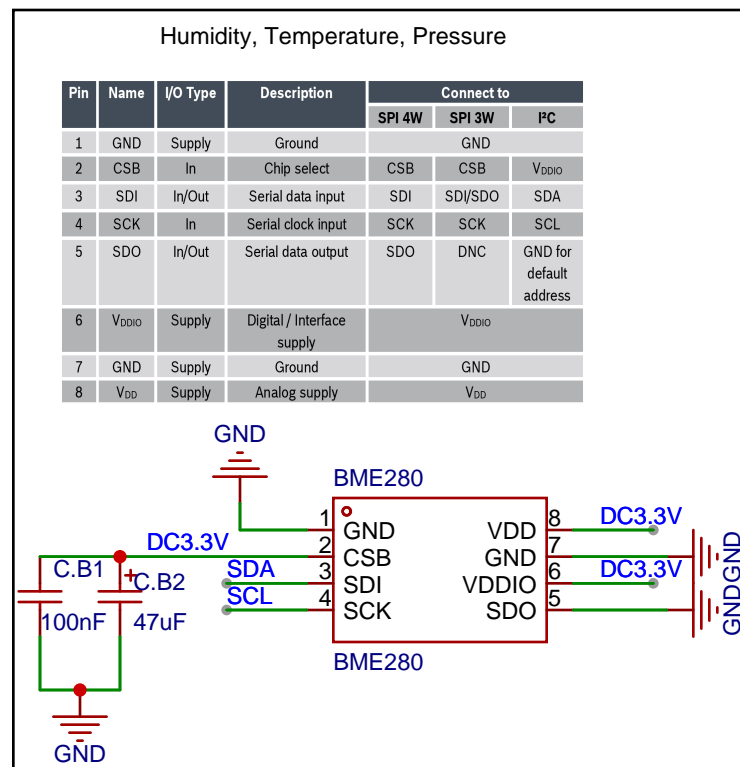 Humidity, Temperature, Pressure
Pin Name I/O Type Description Connect to
SPI 4W SPI 3W I²C
1 GND Supply Ground GND
2 CSB In Chip select CSB CSB VDDIO
3 SDI In/Out Serial data input SDI SDI/SDO SDA
4 SCK In Serial clock input SCK SCK SCL
5 SDO In/Out Serial data output SDO DNC GND for
default
address
6 VDDIO Supply Digital / Interface VDDIO
supply
7 GND Supply Ground GND
8 VDD Supply Analog supply VDD
GND
BME280
1 GND VDD 8 DC3.3V
DC3.3V 2 CSB GND 7 GND
SDA 3 SDI VDDIO 6 DC3.3V
SCL 4 SCK SDO 5 GND
BME280
C.B1 + C.B2
100nF 47uF
GND